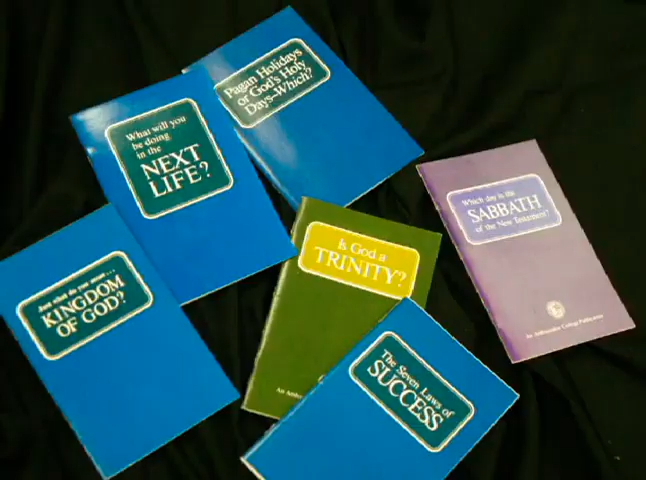 Pagan Holidays
or God's Holy
Days-Which?
What will you
be doing
in the
NEXT
LIFE?
Which day is the
SABBATH
of the New Testament?
An Ambassador College Publication
Is God a
TRINITY?
An
Just what do you mean...
KINGDOM
OF GOD?
The Seven Laws of
SUCCESS